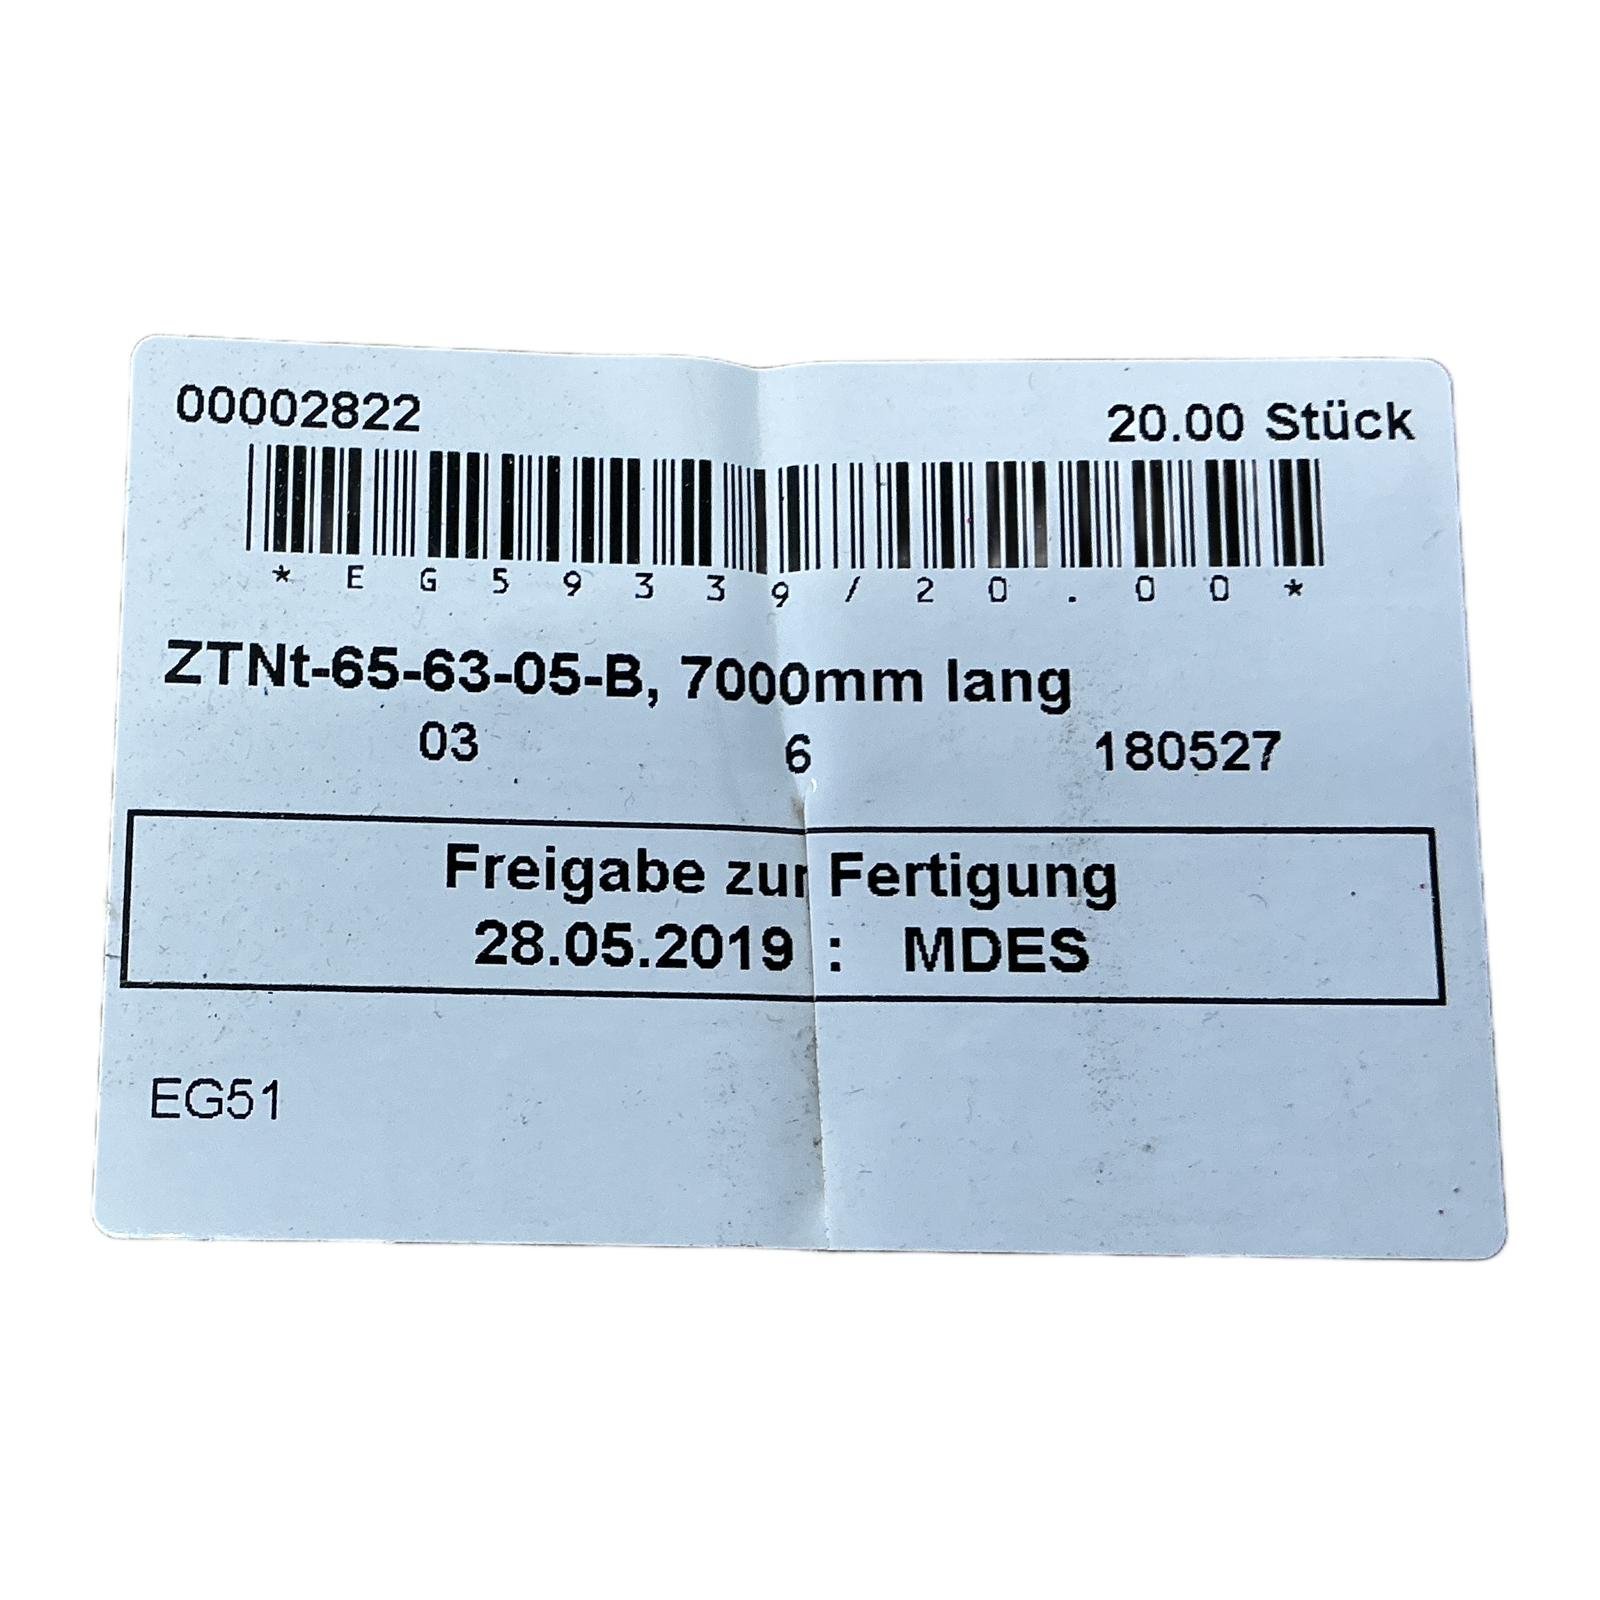 00002822 20.00 Stück
*EG59339/20.00*
ZTNt-65-63-05-B, 7000mm lang
03 6 180527
Freigabe zur Fertigung
28.05.2019 : MDES
EG51